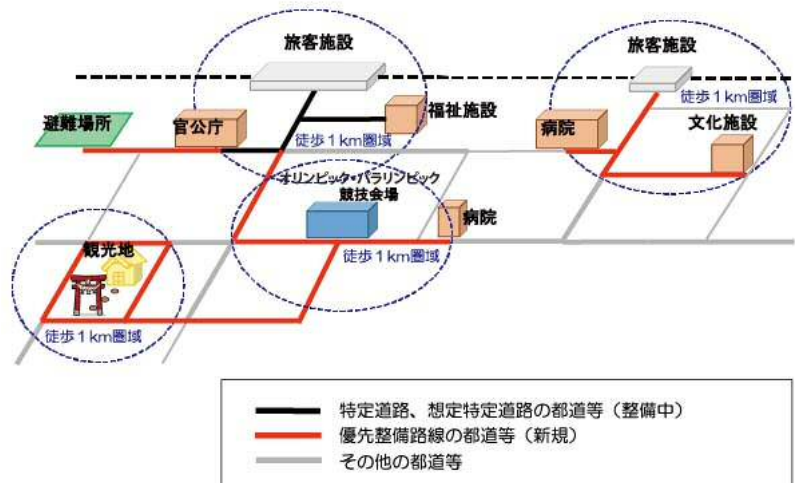 旅客施設
旅客施設
徒歩1km圏域
避難場所
官公庁
福祉施設
徒歩1km圏域
病院
文化施設
オリンピック・パラリンピック
競技会場
病院
観光地
徒歩1km圏域
徒歩1km圏域
特定道路、想定特定道路の都道等（整備中）
優先整備路線の都道等（新規）
その他の都道等